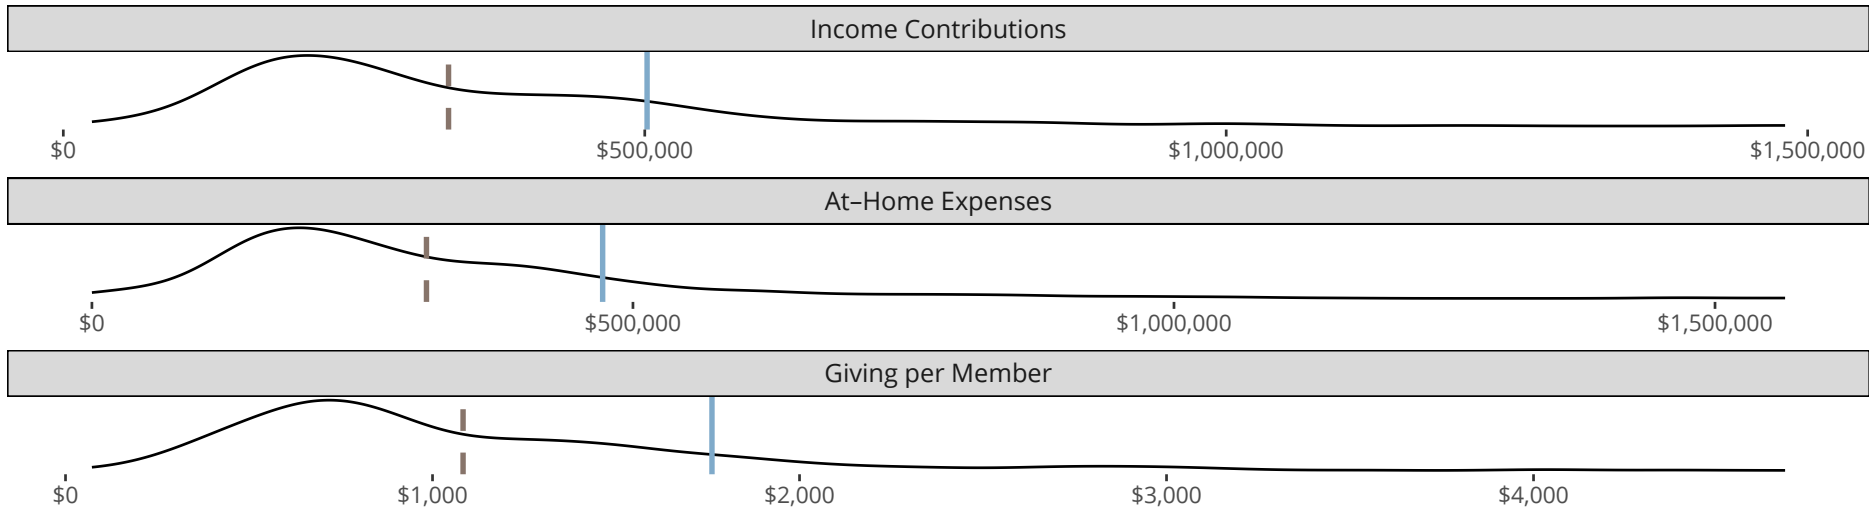 Income Contributions
$0 $500,000 $1,000,000 $1,500,000
At–Home Expenses
$0 $500,000 $1,000,000 $1,500,000
Giving per Member
$0 $1,000 $2,000 $3,000 $4,000